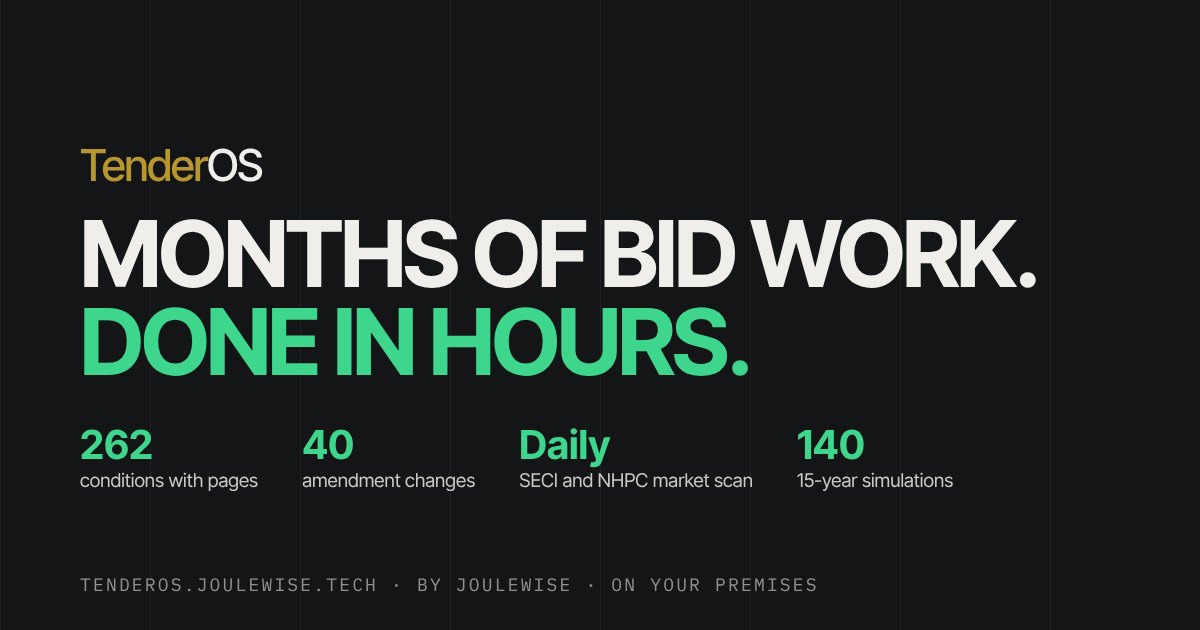 TenderOS
MONTHS OF BID WORK.
DONE IN HOURS.
262
conditions with pages
40
amendment changes
Daily
SECI and NHPC market scan
140
15-year simulations
TENDEROS.JOULEWISE.TECH · BY JOULEWISE · ON YOUR PREMISES